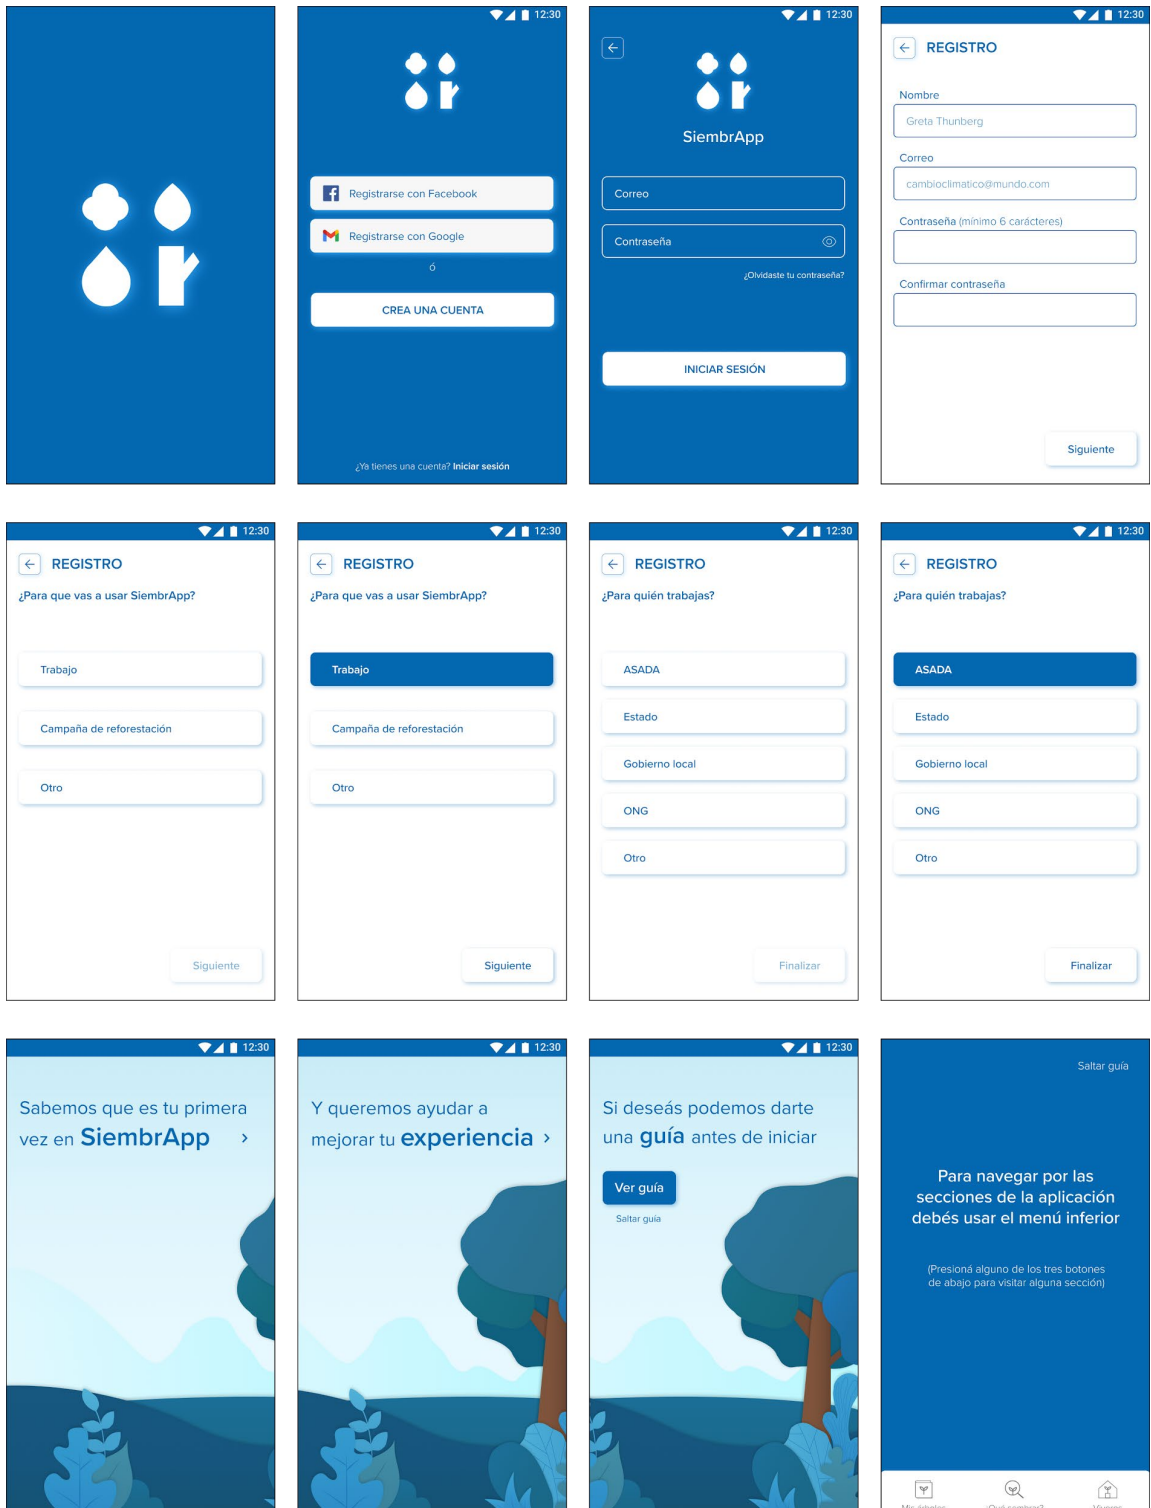 12:30
Registrarse con Facebook
Registrarse con Google
ó
CREA UNA CUENTA
¿Ya tienes una cuenta? Iniciar sesión
12:30
SiembrApp
Correo
Contraseña
¿Olvidaste tu contraseña?
INICIAR SESIÓN
12:30
REGISTRO
Nombre
Greta Thunberg
Correo
cambioclimatico@mundo.com
Contraseña (mínimo 6 carácteres)
Confirmar contraseña
Siguiente
12:30
REGISTRO
¿Para que vas a usar SiembrApp?
Trabajo
Campaña de reforestación
Otro
Siguiente
12:30
REGISTRO
¿Para que vas a usar SiembrApp?
Trabajo
Campaña de reforestación
Otro
Siguiente
12:30
REGISTRO
¿Para quién trabajas?
ASADA
Estado
Gobierno local
ONG
Otro
Finalizar
12:30
REGISTRO
¿Para quién trabajas?
ASADA
Estado
Gobierno local
ONG
Otro
Finalizar
12:30
Sabemos que es tu primera
vez en SiembrApp
12:30
Y queremos ayudar a
mejorar tu experiencia
12:30
Si deseás podemos darte
una guía antes de iniciar
Ver guía
Saltar guía
Saltar guía
Para navegar por las
secciones de la aplicación
debés usar el menú inferior
(Presioná alguno de los tres botones
de abajo para visitar alguna sección)